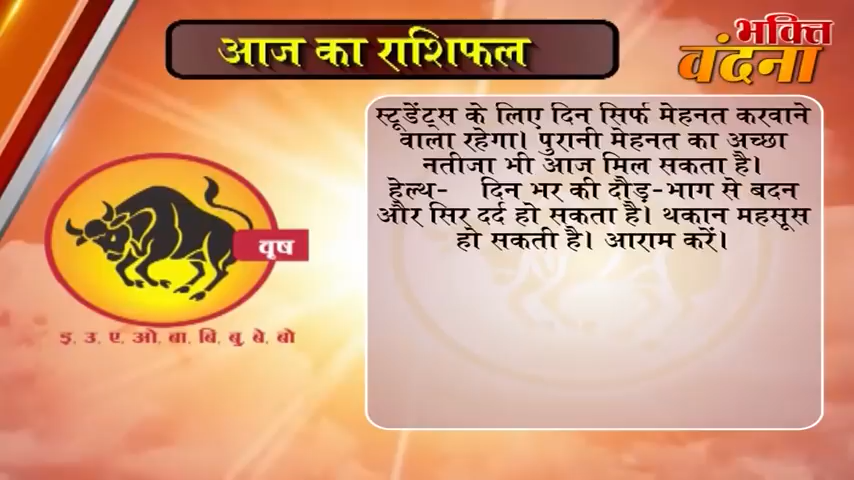 आज का राशिफल
भक्ति
वंदना
स्टूडेंट्स के लिए दिन सिर्फ मेहनत करवाने
वाला रहेगा। पुरानी मेहनत का अच्छा
नतीजा भी आज मिल सकता है।
हेल्थ- दिन भर की दौड़-भाग से बदन
और सिर दर्द हो सकता है। थकान महसूस
हो सकती है। आराम करें।
वृष
इ, उ, ए, ओ, बा, बि, बु, बे, बो